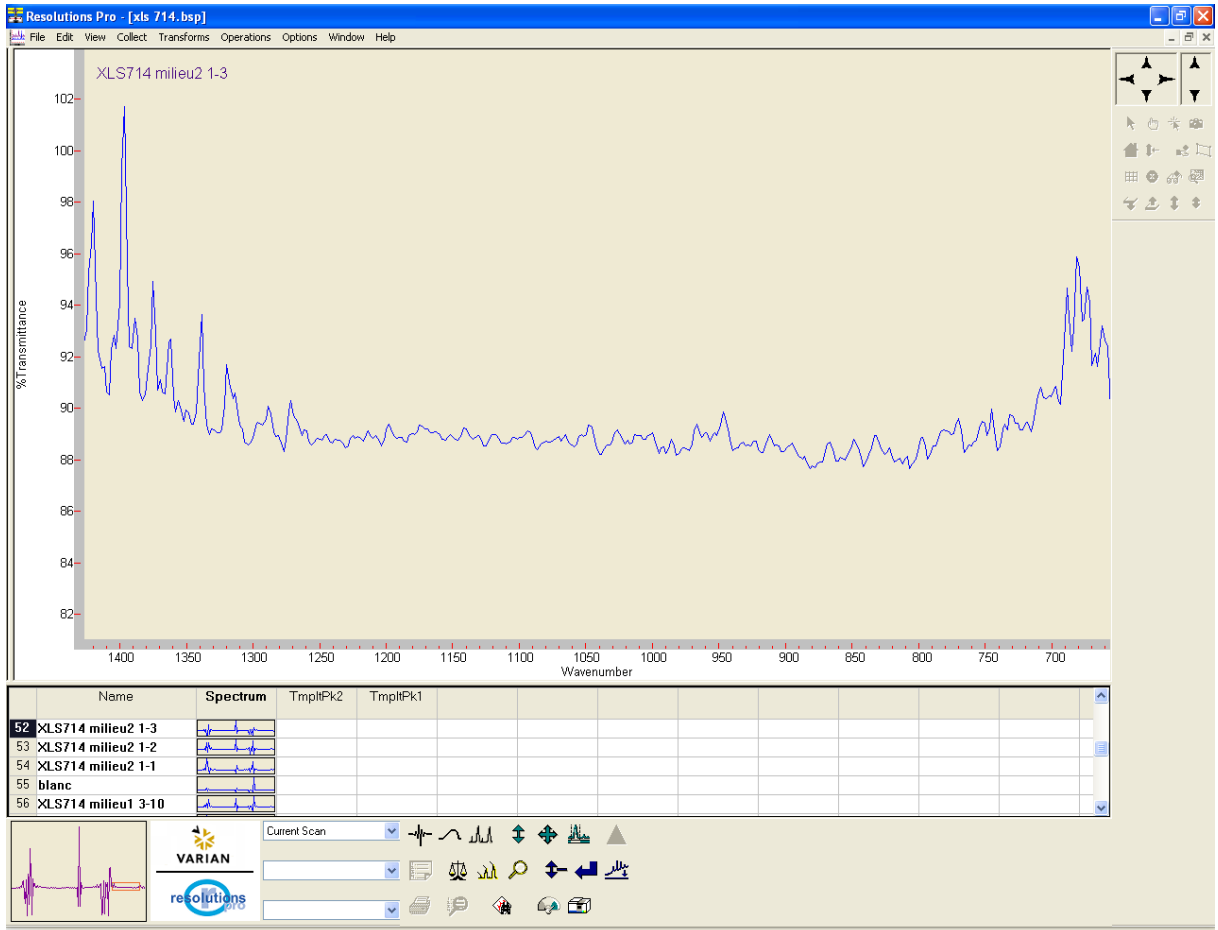 Resolutions Pro - [xls 714.bsp]
File Edit View Collect Transforms Operations Options Window Help
XLS714 milieu2 1-3
102
100
98
96
94
92
90
88
86
84
82
%Transmittance
1400 1350 1300 1250 1200 1150 1100 1050 1000 950 900 850 800 750 700
Wavenumber
Name Spectrum TmpltPk2 TmpltPk1
52 XLS714 milieu2 1-3
53 XLS714 milieu2 1-2
54 XLS714 milieu2 1-1
55 blanc
56 XLS714 milieu1 3-10
Current Scan
VARIAN
resolutions
pro